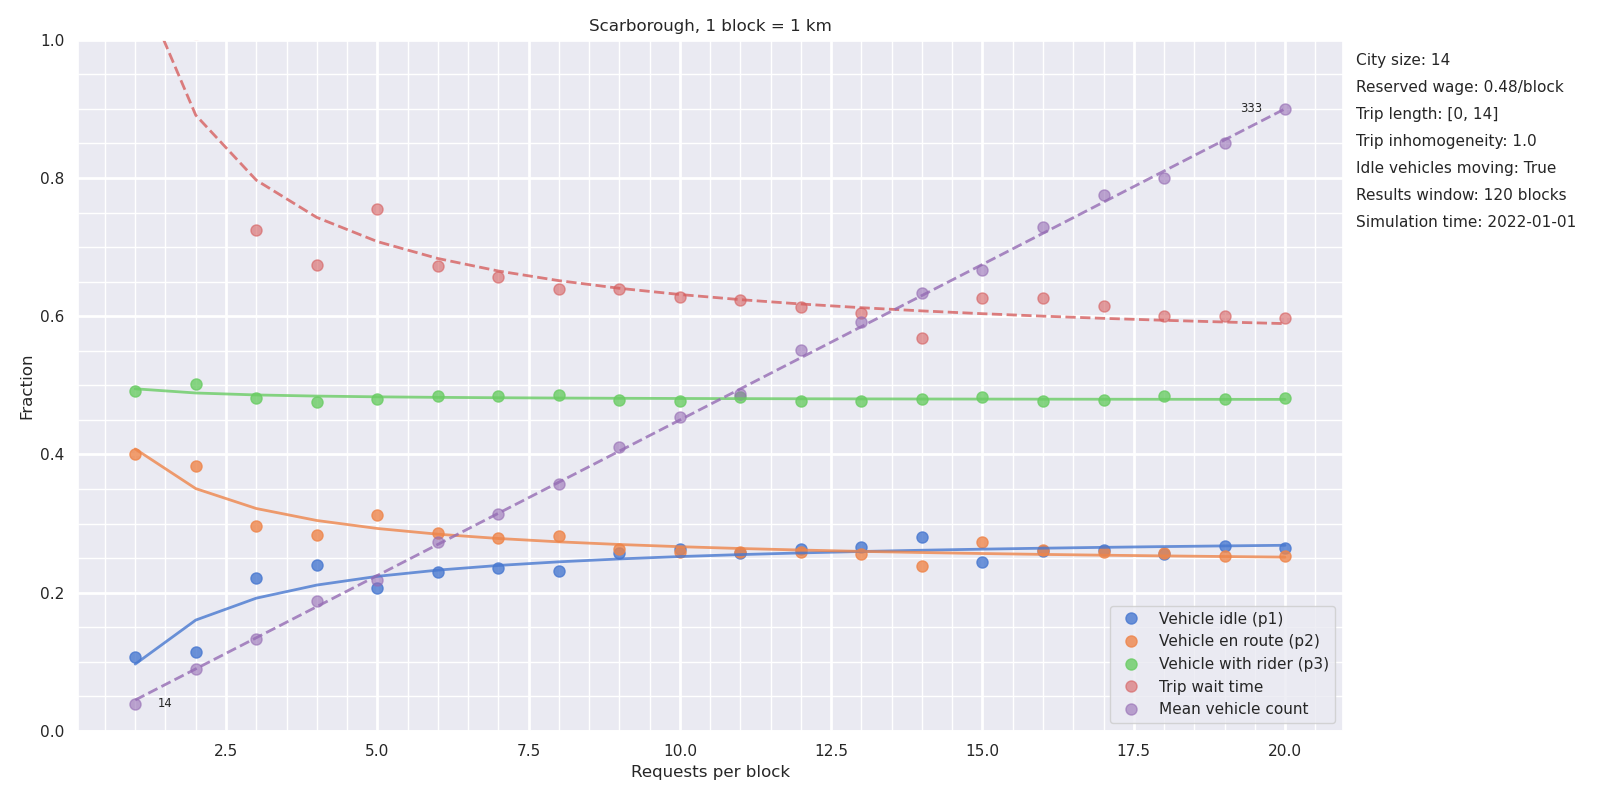 Scarborough, 1 block = 1 km
1.0
0.8
0.6
0.4
0.2
0.0
Fraction
333
14
2.5 5.0 7.5 10.0 12.5 15.0 17.5 20.0
Requests per block
Vehicle idle (p1)
Vehicle en route (p2)
Vehicle with rider (p3)
Trip wait time
Mean vehicle count
City size: 14
Reserved wage: 0.48/block
Trip length: [0, 14]
Trip inhomogeneity: 1.0
Idle vehicles moving: True
Results window: 120 blocks
Simulation time: 2022-01-01